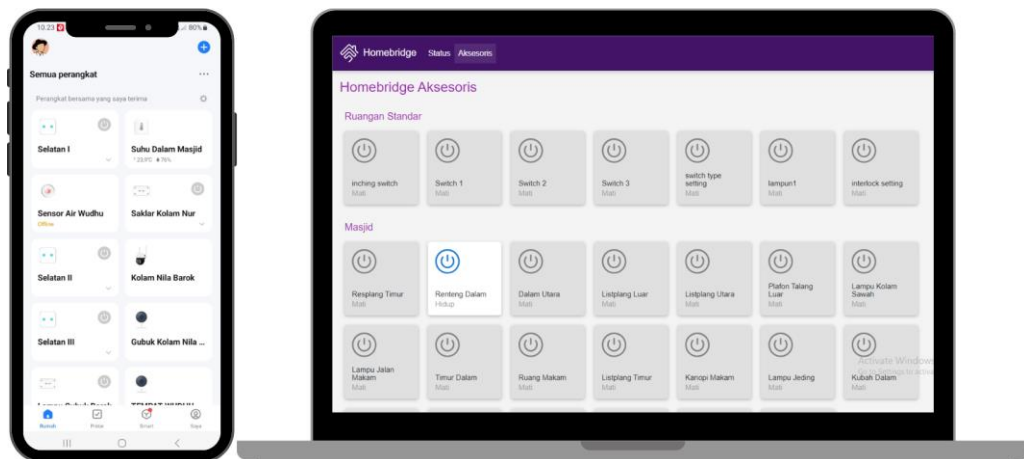 10.23
80%
Semua perangkat
Perangkat bersama yang saya terima
Selatan I
Suhu Dalam Masjid
Sensor Air Wudhu
Offline
Saklar Kolam Nur
Selatan II
Kolam Nila Barok
Selatan III
Gubuk Kolam Nila ...
Rumah
Pintar
Smart
Saya
Homebridge Status Aksesoris
Homebridge Aksesoris
Ruangan Standar
inching switch
Mati
Switch 1
Mati
Switch 2
Mati
Switch 3
Mati
switch type
setting
Mati
lampun1
Mati
interlock setting
Mati
Masjid
Resplang Timur
Mati
Renteng Dalam
Hidup
Dalam Utara
Mati
Listplang Luar
Mati
Listplang Utara
Mati
Plafon Talang
Luar
Mati
Lampu Kolam
Sawah
Mati
Lampu Jalan
Makam
Mati
Timur Dalam
Mati
Ruang Makam
Mati
Listplang Timur
Mati
Kanopi Makam
Mati
Lampu Jeding
Mati
Kubah Dalam
Mati
Activate Windows